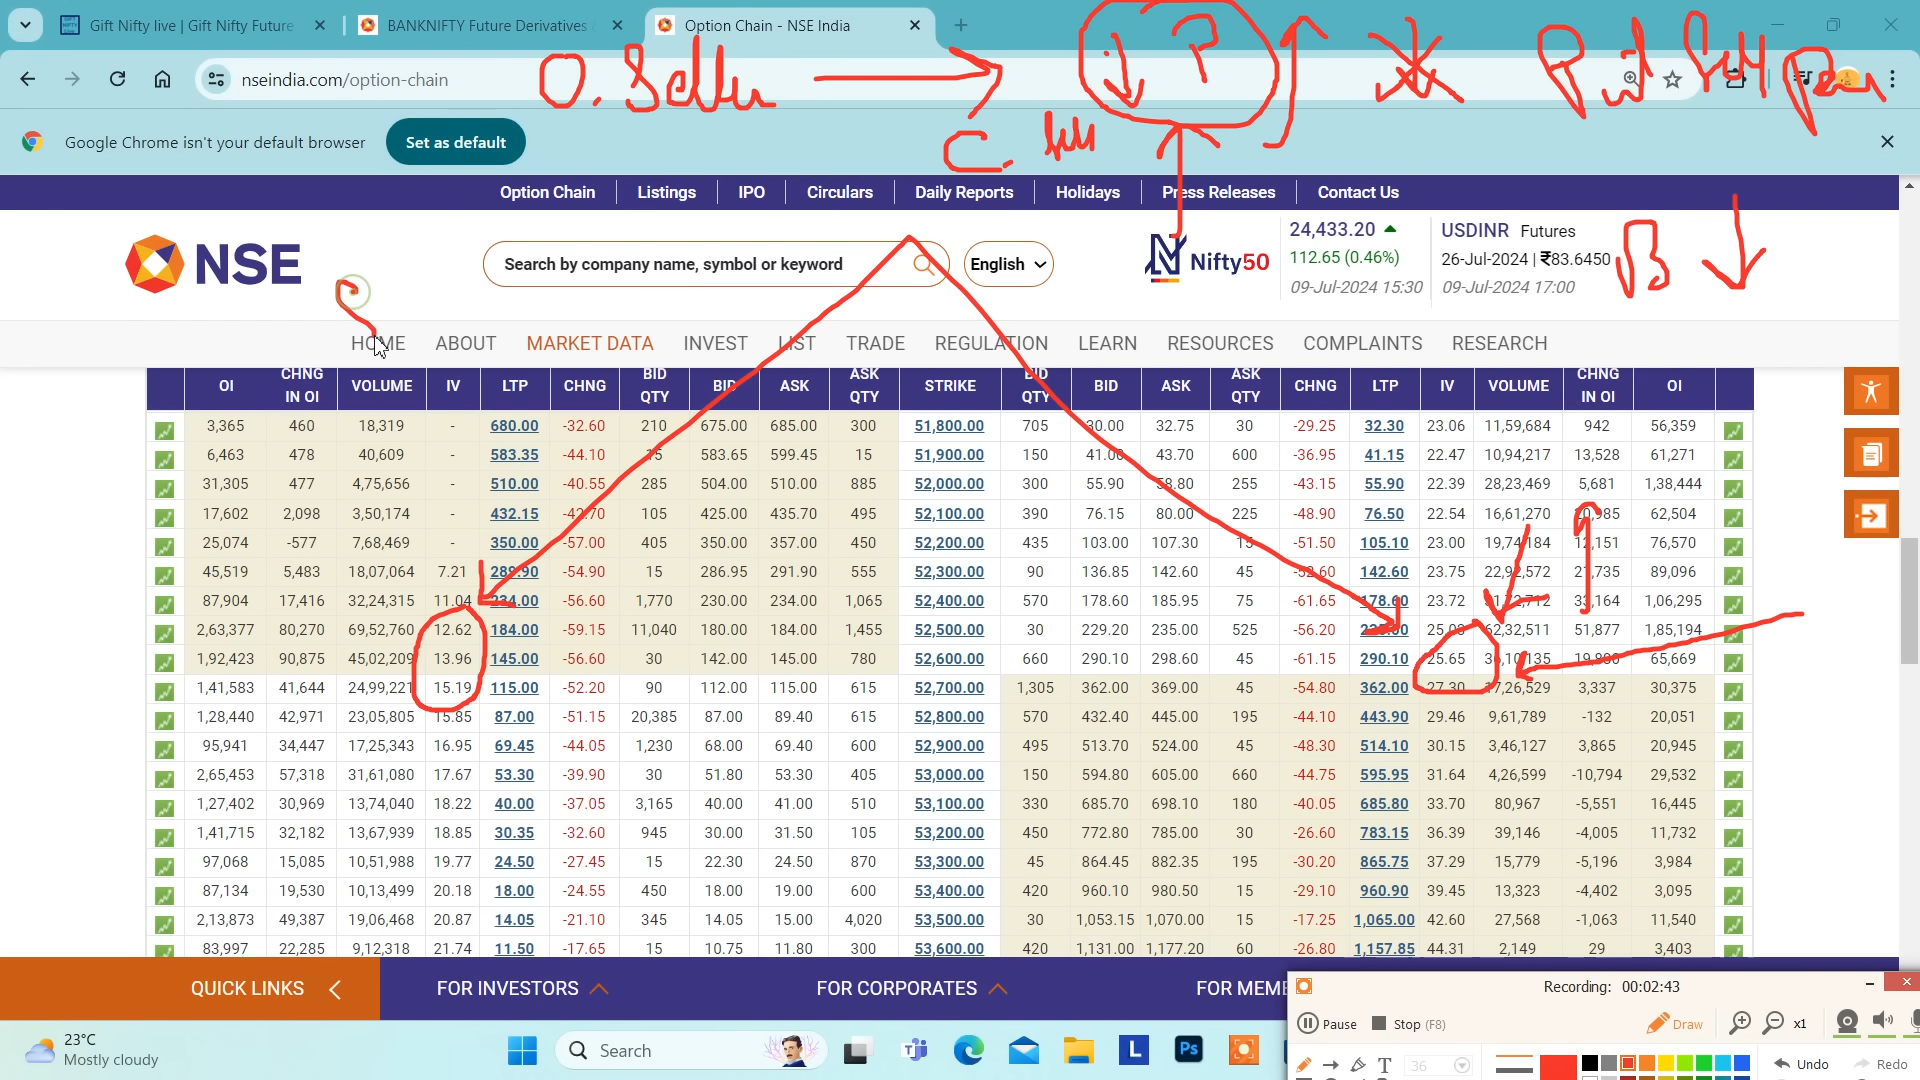 Gift Nifty live | Gift Nifty Future
BANKNIFTY Future Derivatives
Option Chain - NSE India
nseindia.com/option-chain
O. Seller
C.
Put
Google Chrome isn't your default browser
Set as default
Option Chain
Listings
IPO
Circulars
Daily Reports
Holidays
Press Releases
Contact Us
NSE
Search by company name, symbol or keyword
English
Nifty50
24,433.20
112.65 (0.46%)
09-Jul-2024 15:30
USDINR Futures
26-Jul-2024 | ₹83.6450
09-Jul-2024 17:00
HOME ABOUT MARKET DATA INVEST LIST TRADE REGULATION LEARN RESOURCES COMPLAINTS RESEARCH
OI CHNG IN OI VOLUME IV LTP CHNG BID QTY BID ASK ASK QTY STRIKE BID QTY BID ASK ASK QTY CHNG LTP IV VOLUME CHNG IN OI OI
3,365 460 18,319 - 680.00 -32.60 210 675.00 685.00 300 51,800.00 705 30.00 32.75 30 -29.25 32.30 23.06 11,59,684 942 56,359
6,463 478 40,609 - 583.35 -44.10 15 583.65 599.45 15 51,900.00 150 41.00 43.70 600 -36.95 41.15 22.47 10,94,217 13,528 61,271
31,305 477 4,75,656 - 510.00 -40.55 285 504.00 510.00 885 52,000.00 300 55.90 58.80 255 -43.15 55.90 22.39 28,23,469 5,681 1,38,444
17,602 2,098 3,50,174 - 432.15 -42.70 105 425.00 435.70 495 52,100.00 390 76.15 80.00 225 -48.90 76.50 22.54 16,61,270 62,504
25,074 -577 7,68,469 - 350.00 -57.00 405 350.00 357.00 450 52,200.00 435 103.00 107.30 15 -51.50 105.10 23.00 19,74,184 12,151 76,570
45,519 5,483 18,07,064 7.21 289.90 -54.90 15 286.95 291.90 555 52,300.00 90 136.85 142.60 45 -52.60 142.60 23.75 22,92,572 89,096
87,904 17,416 32,24,315 11.04 234.00 -56.60 1,770 230.00 234.00 1,065 52,400.00 570 178.60 185.95 75 -61.65 178.60 23.72 33,164 1,06,295
2,63,377 80,270 69,52,760 12.62 184.00 -59.15 11,040 180.00 184.00 1,455 52,500.00 30 229.20 235.00 525 -56.20 62,32,511 51,877 1,85,194
1,92,423 90,875 45,02,209 13.96 145.00 -56.60 30 142.00 145.00 780 52,600.00 660 290.10 298.60 45 -61.15 290.10 25.65 65,669
1,41,583 41,644 24,99,221 15.19 115.00 -52.20 90 112.00 115.00 615 52,700.00 1,305 362.00 369.00 45 -54.80 362.00 27.30 17,26,529 3,337 30,375
1,28,440 42,971 23,05,805 15.85 87.00 -51.15 20,385 87.00 89.40 615 52,800.00 570 432.40 445.00 195 -44.10 443.90 29.46 9,61,789 -132 20,051
95,941 34,447 17,25,343 16.95 69.45 -44.05 1,230 68.00 69.40 600 52,900.00 495 513.70 524.00 45 -48.30 514.10 30.15 3,46,127 3,865 20,945
2,65,453 57,318 31,61,080 17.67 53.30 -39.90 30 51.80 53.30 405 53,000.00 150 594.80 605.00 660 -44.75 595.95 31.64 4,26,599 -10,794 29,532
1,27,402 30,969 13,74,040 18.22 40.00 -37.05 3,165 40.00 41.00 510 53,100.00 330 685.70 698.10 180 -40.05 685.80 33.70 80,967 -5,551 16,445
1,41,715 32,182 13,67,939 18.85 30.35 -32.60 945 30.00 31.50 105 53,200.00 450 772.80 785.00 30 -26.60 783.15 36.39 39,146 -4,005 11,732
97,068 15,085 10,51,988 19.77 24.50 -27.45 15 22.30 24.50 870 53,300.00 45 864.45 882.35 195 -30.20 865.75 37.29 15,779 -5,196 3,984
87,134 19,530 10,13,499 20.18 18.00 -24.55 450 18.00 19.00 600 53,400.00 420 960.10 980.50 15 -29.10 960.90 39.45 13,323 -4,402 3,095
2,13,873 49,387 19,06,468 20.87 14.05 -21.10 345 14.05 15.00 4,020 53,500.00 30 1,053.15 1,070.00 15 -17.25 1,065.00 42.60 27,568 -1,063 11,540
83,997 22,285 9,12,318 21.74 11.50 -17.65 15 10.75 11.80 300 53,600.00 420 1,131.00 1,177.20 60 -26.80 1,157.85 44.31 2,149 29 3,403
QUICK LINKS
FOR INVESTORS
FOR CORPORATES
FOR MEME
Recording: 00:02:43
Pause Stop (F8) Draw x1
T 36 Undo Redo
23°C
Mostly cloudy
Search
L
Ps